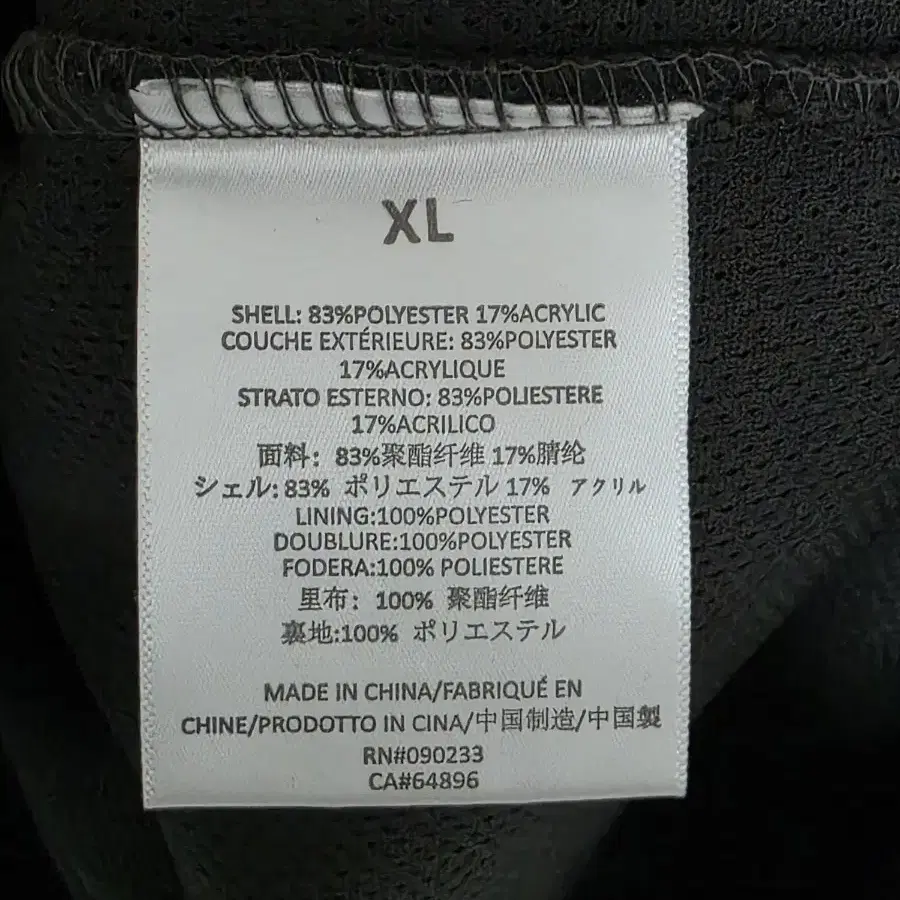 XL
SHELL: 83%POLYESTER 17%ACRYLIC
COUCHE EXTÉRIEURE: 83%POLYESTER
17%ACRYLIQUE
STRATO ESTERNO: 83%POLIESTERE
17%ACRILICO
面料: 83%聚酯纤维 17%腈纶
シェル:83% ポリエステル 17% アクリル
LINING:100%POLYESTER
DOUBLURE:100%POLYESTER
FODERA:100% POLIESTERE
里布: 100% 聚酯纤维
裏地:100% ポリエステル
MADE IN CHINA/FABRIQUÉ EN
CHINE/PRODOTTO IN CINA/中国制造/中国製
RN#090233
CA#64896